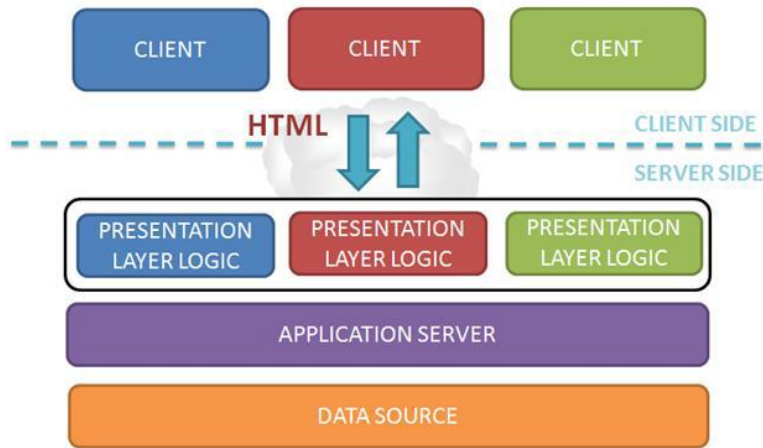 CLIENT
CLIENT
CLIENT
HTML
CLIENT SIDE
SERVER SIDE
PRESENTATION
LAYER LOGIC
PRESENTATION
LAYER LOGIC
PRESENTATION
LAYER LOGIC
APPLICATION SERVER
DATA SOURCE